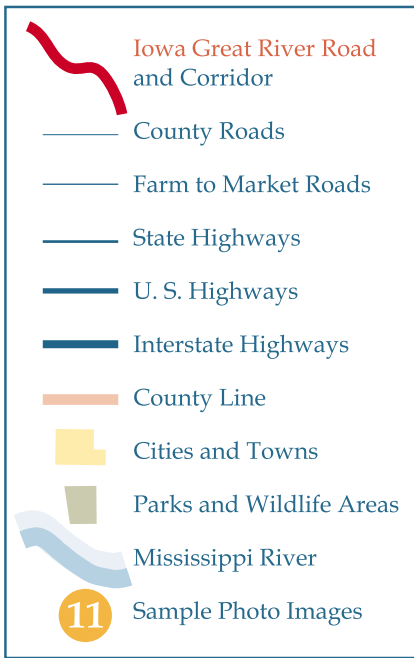 Iowa Great River Road
and Corridor
County Roads
Farm to Market Roads
State Highways
U. S. Highways
Interstate Highways
County Line
Cities and Towns
Parks and Wildlife Areas
Mississippi River
11 Sample Photo Images